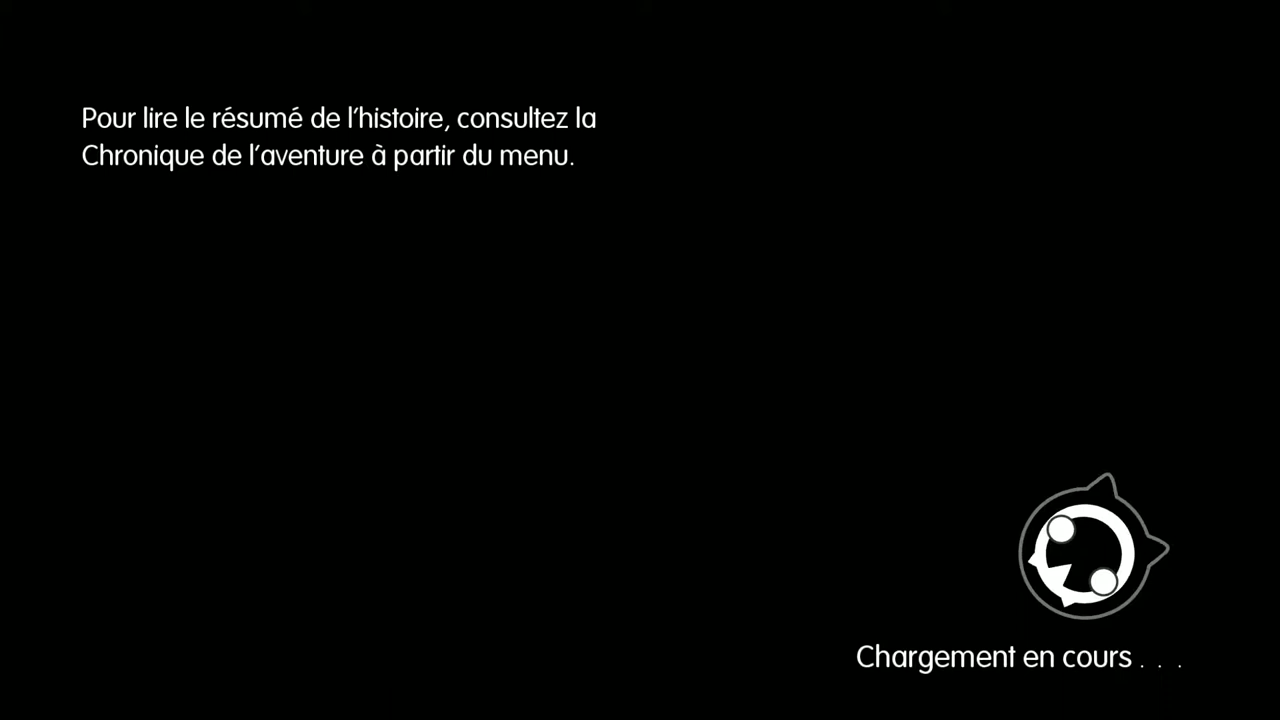 Pour lire le résumé de l'histoire, consultez la
Chronique de l'aventure à partir du menu.
Chargement en cours . . .